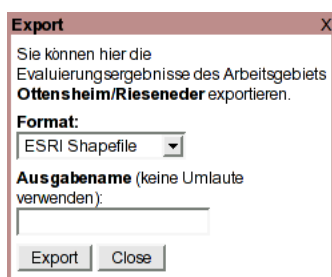 Export X
Sie können hier die
Evaluierungsergebnisse des Arbeitsgebiets
Ottensheim/Rieseneder exportieren.
Format:
ESRI Shapefile
Ausgabename (keine Umlaute
verwenden):
Export Close